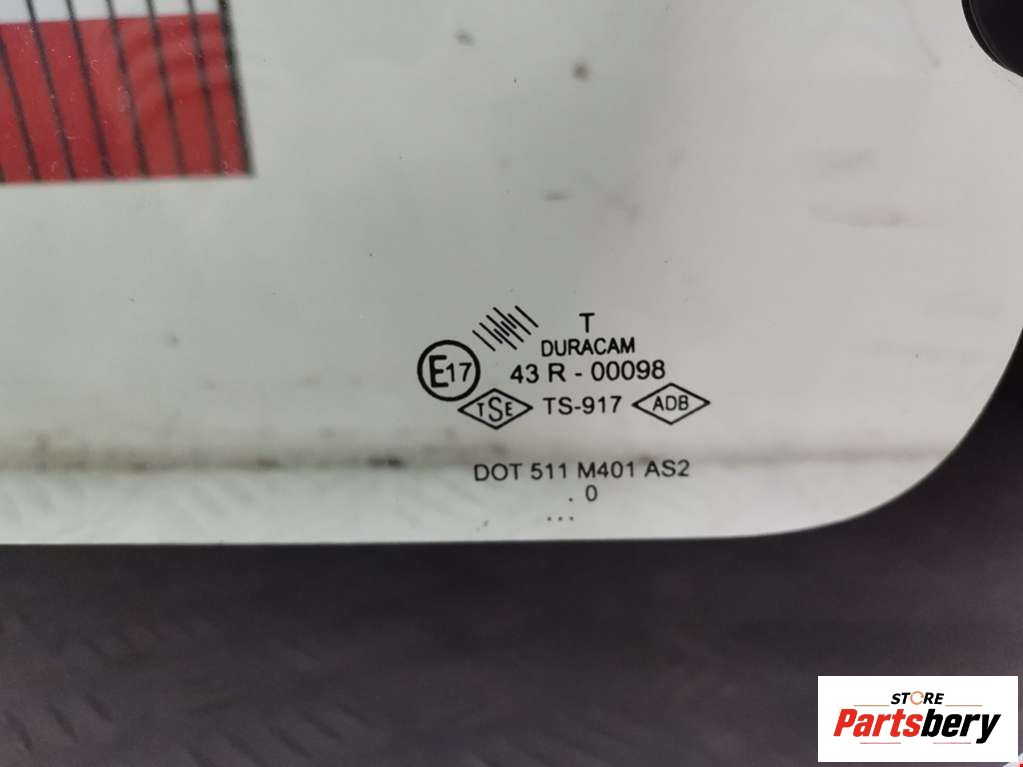 T
DURACAM
E17 43 R - 00098
TSE TS-917 ADB
DOT 511 M401 AS2
. 0
...
STORE
Partsbery